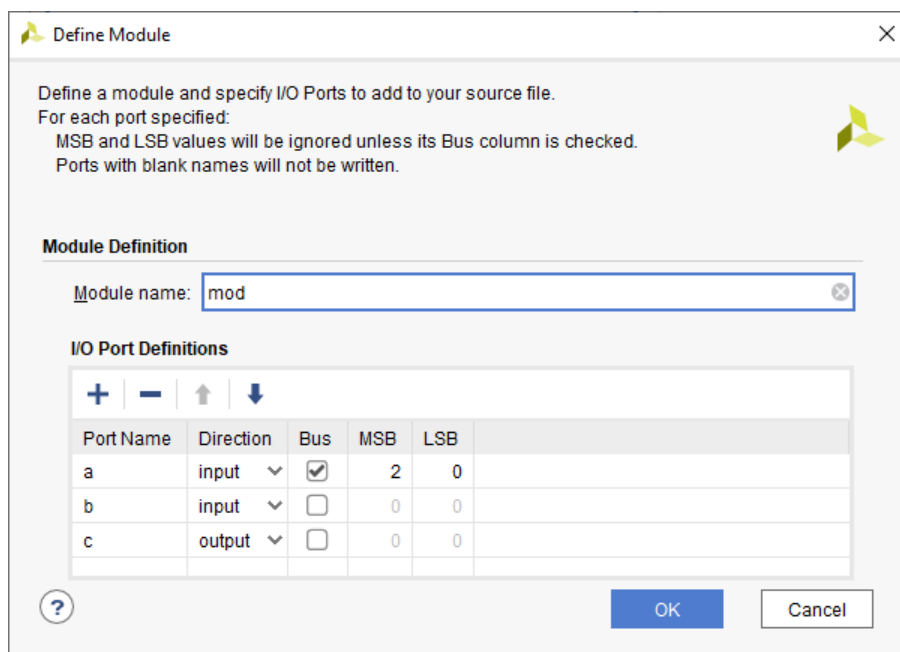 Define Module
Define a module and specify I/O Ports to add to your source file.
For each port specified:
MSB and LSB values will be ignored unless its Bus column is checked.
Ports with blank names will not be written.
Module Definition
Module name: mod
I/O Port Definitions
Port Name Direction Bus MSB LSB
a input 2 0
b input 0 0
c output 0 0
? OK Cancel